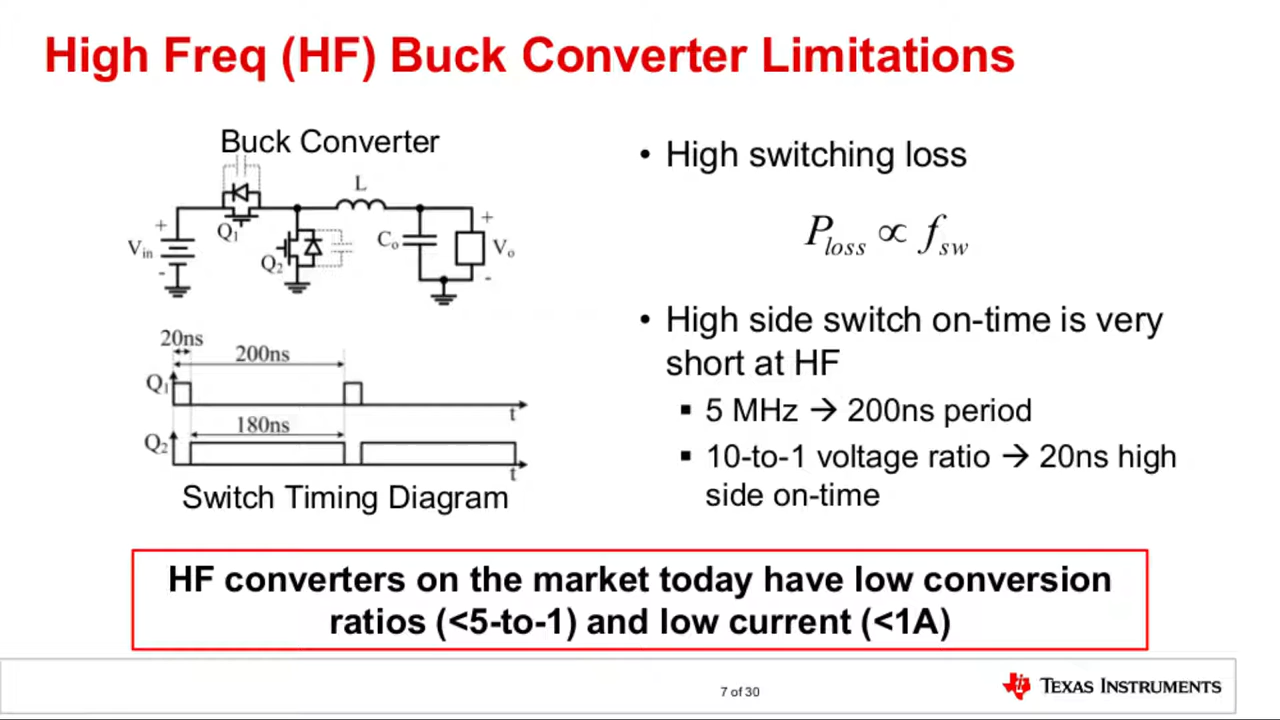 High Freq (HF) Buck Converter Limitations
Buck Converter
L
+
Q1
Vin
-
Q2
Co
+
Vo
-
20ns
200ns
Q1
t
180ns
Q2
t
Switch Timing Diagram
• High switching loss
Ploss ∝ fsw
• High side switch on-time is very
short at HF
▪ 5 MHz → 200ns period
▪ 10-to-1 voltage ratio → 20ns high
side on-time
HF converters on the market today have low conversion
ratios (<5-to-1) and low current (<1A)
7 of 30
TEXAS INSTRUMENTS